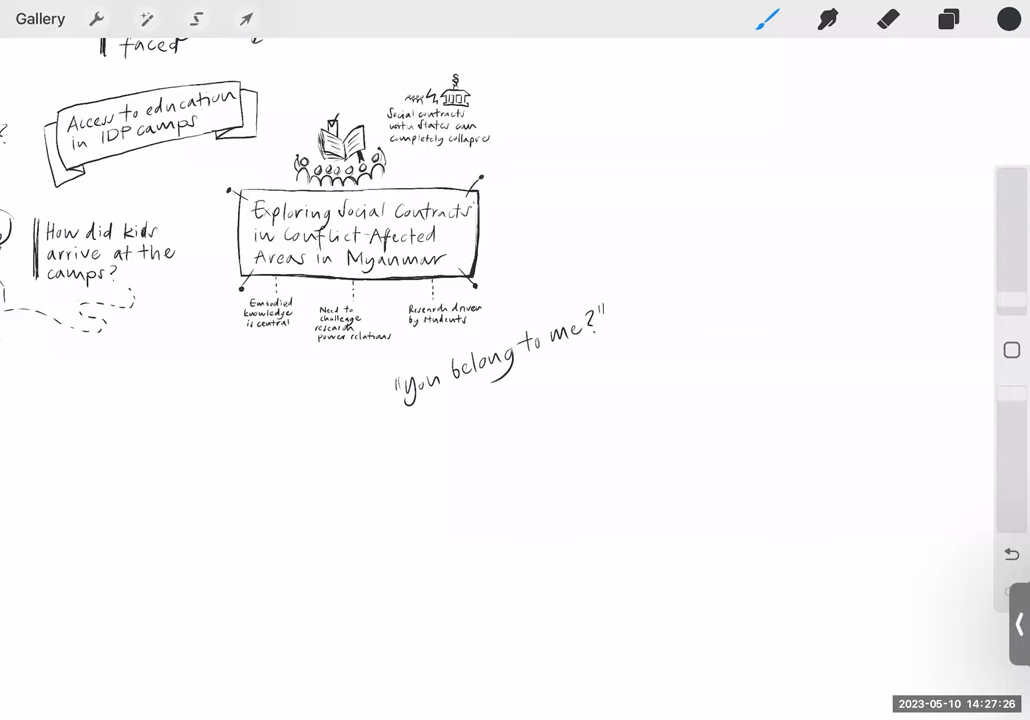 Gallery
faced
Access to education
in IDP camps
?
How did kids
arrive at the
camps?
Social contracts
with States can
completely collapse
Exploring Social Contracts
in Conflict-Affected
Areas in Myanmar
Embodied
knowledge
is central
Need to
challenge
research
power relations
Research driven
by students
"you belong to me?"
2023-05-10 14:27:26